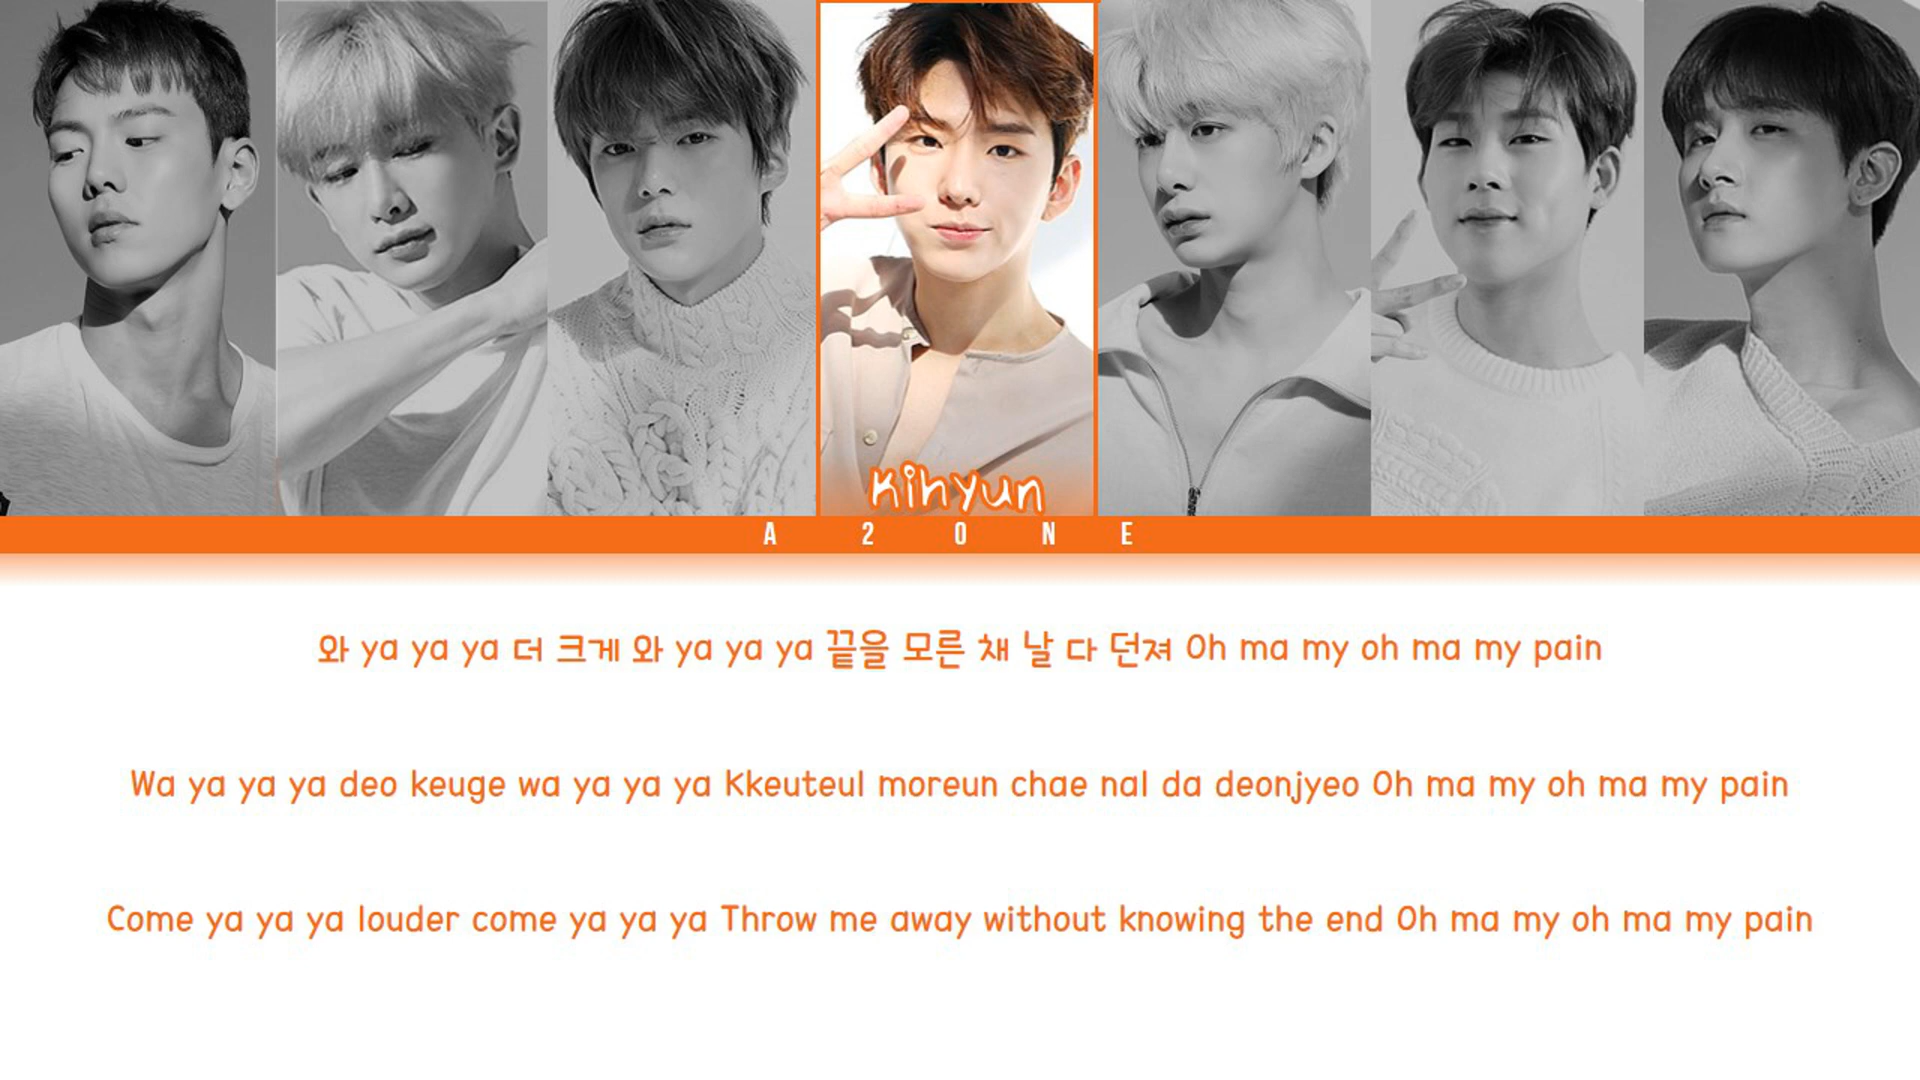 Kihyun
A 2 O N E
와 ya ya ya 더 크게 와 ya ya ya 끝을 모른 채 날 다 던져 Oh ma my oh ma my pain
Wa ya ya ya deo keuge wa ya ya ya Kkeuteul moreun chae nal da deonjyeo Oh ma my oh ma my pain
Come ya ya ya louder come ya ya ya Throw me away without knowing the end Oh ma my oh ma my pain